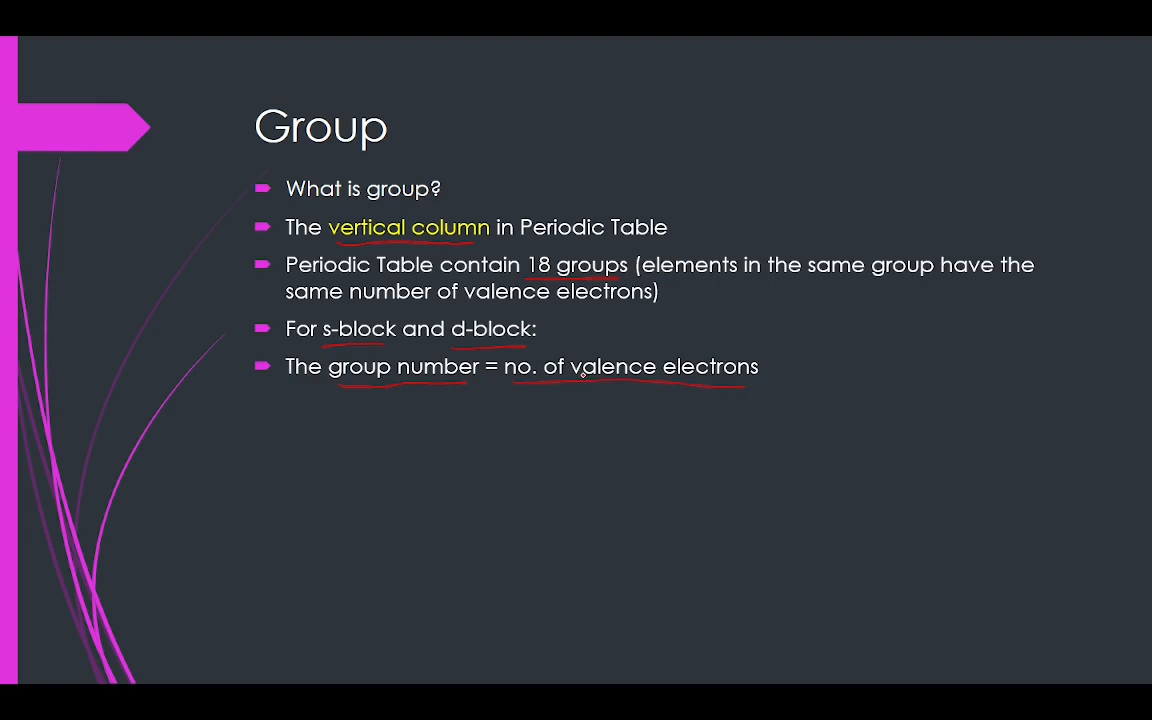 Group
What is group?
The vertical column in Periodic Table
Periodic Table contain 18 groups (elements in the same group have the
same number of valence electrons)
For s-block and d-block:
The group number = no. of valence electrons